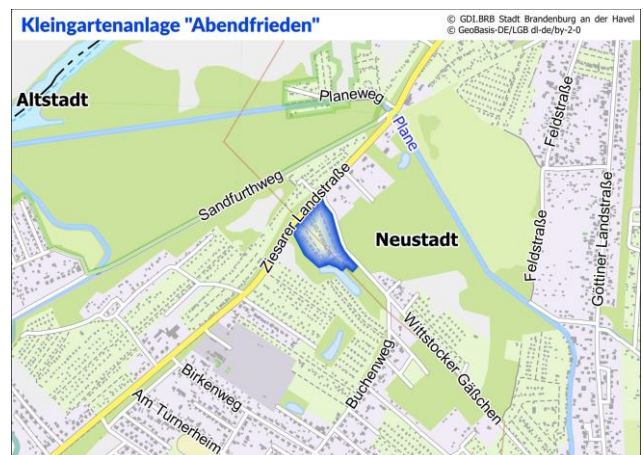 Kleingartenanlage "Abendfrieden"
© GDI.BRB Stadt Brandenburg an der Havel
© GeoBasis-DE/LGB dl-de/by-2-0
Altstadt
Planeweg
Plane
Feldstraße
Sandfurthweg
Ziesarer Landstraße
Neustadt
Feldstraße
Göttiner Landstraße
Wittstocker Gäßchen
Buchenweg
Birkenweg
Am Turnerheim